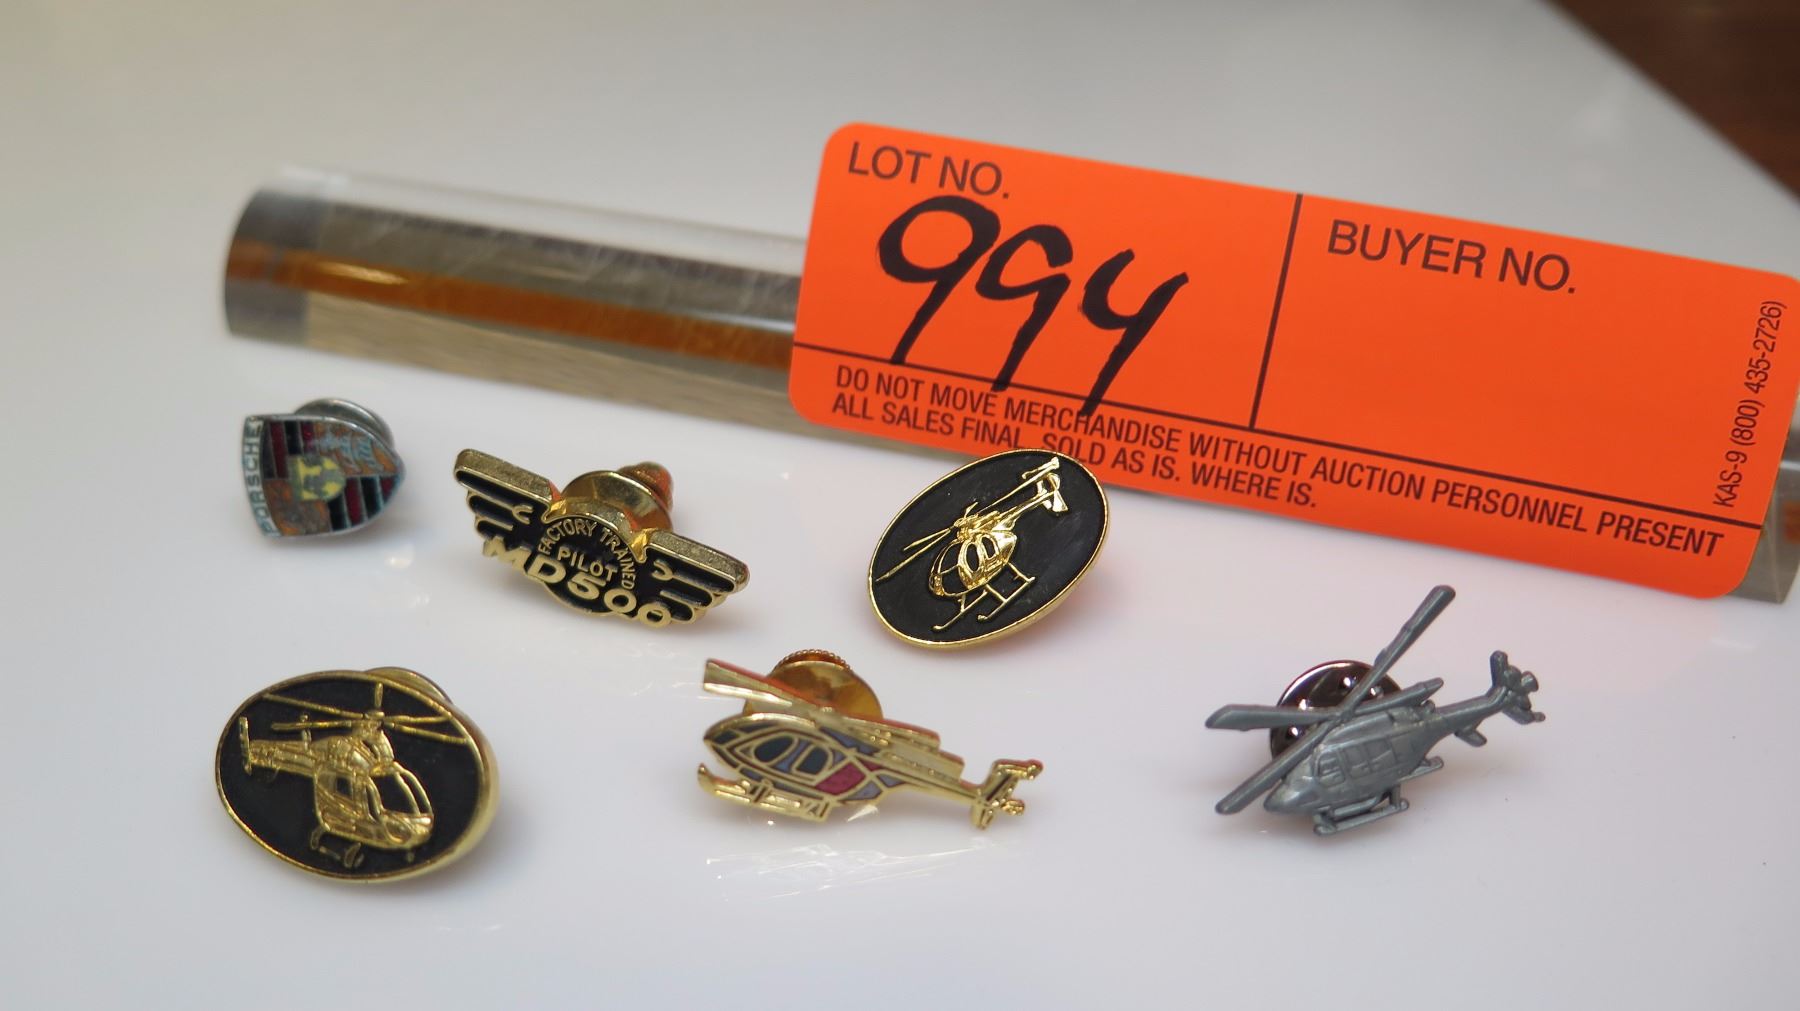 LOT NO.
994
BUYER NO.
DO NOT MOVE MERCHANDISE WITHOUT AUCTION PERSONNEL PRESENT
ALL SALES FINAL. SOLD AS IS. WHERE IS.
KAS-9 (800) 435-2726)
PORSCHE
FACTORY TRAINED
PILOT
MD500